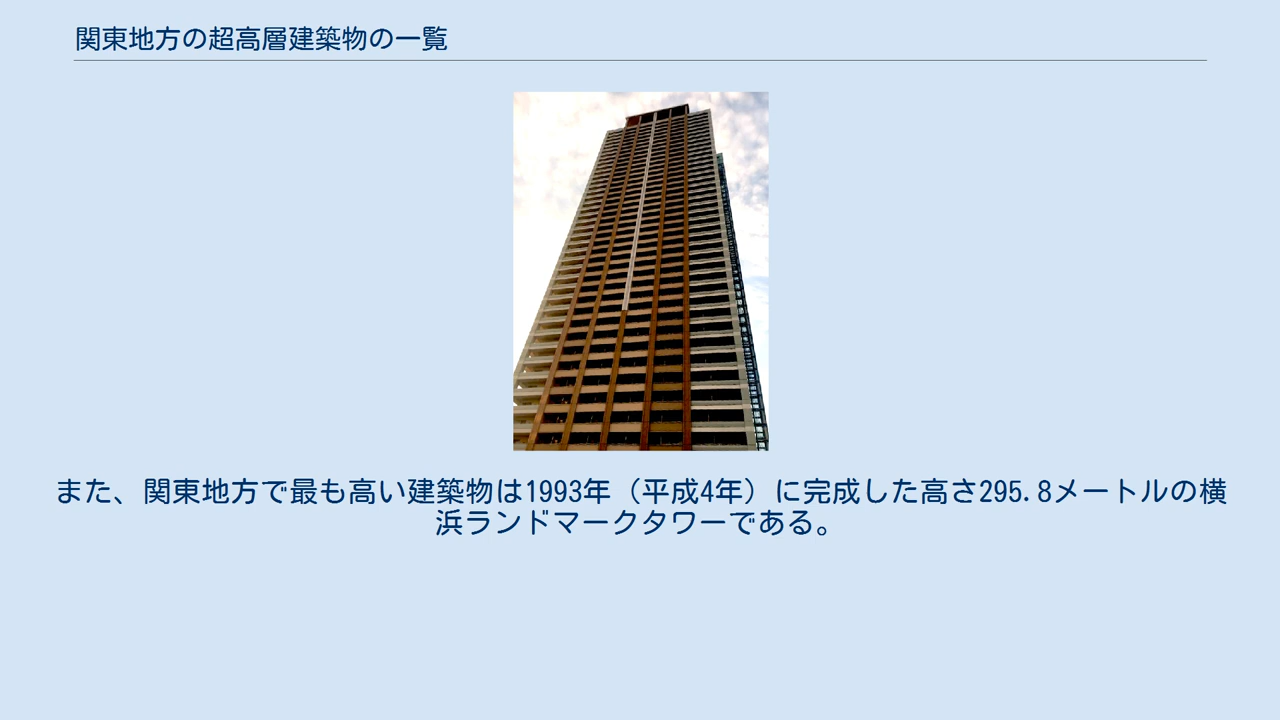 関東地方の超高層建築物の一覧
また、関東地方で最も高い建築物は1993年（平成4年）に完成した高さ295.8メートルの横
浜ランドマークタワーである。